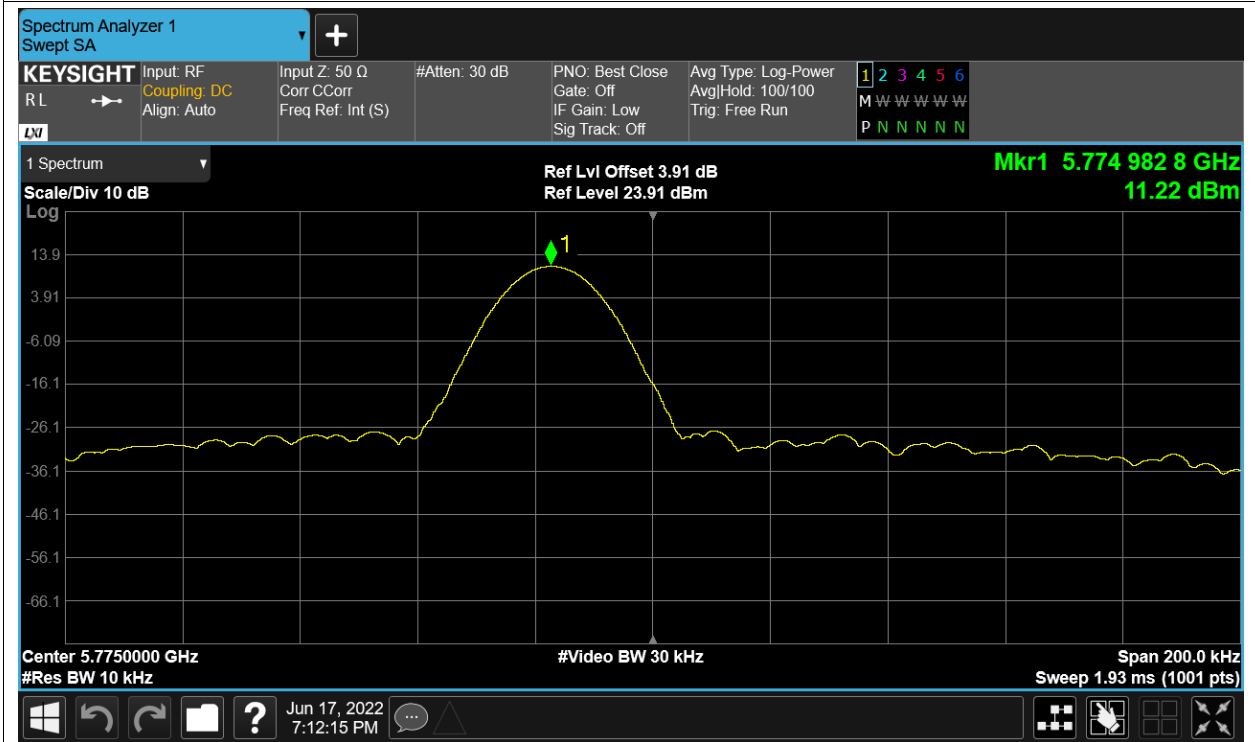 Spectrum Analyzer 1
Swept SA
+
KEYSIGHT
R L
LXI
Input: RF
Coupling: DC
Align: Auto
Input Z: 50 Ω
Corr CCorr
Freq Ref: Int (S)
#Atten: 30 dB
PNO: Best Close
Gate: Off
IF Gain: Low
Sig Track: Off
Avg Type: Log-Power
Avg|Hold: 100/100
Trig: Free Run
1 2 3 4 5 6
M W W W W W
P N N N N N
1 Spectrum
Scale/Div 10 dB
Log
Ref Lvl Offset 3.91 dB
Ref Level 23.91 dBm
Mkr1 5.774 982 8 GHz
11.22 dBm
1
13.9
3.91
-6.09
-16.1
-26.1
-36.1
-46.1
-56.1
-66.1
Center 5.7750000 GHz
#Res BW 10 kHz
#Video BW 30 kHz
Span 200.0 kHz
Sweep 1.93 ms (1001 pts)
?
Jun 17, 2022
7:12:15 PM